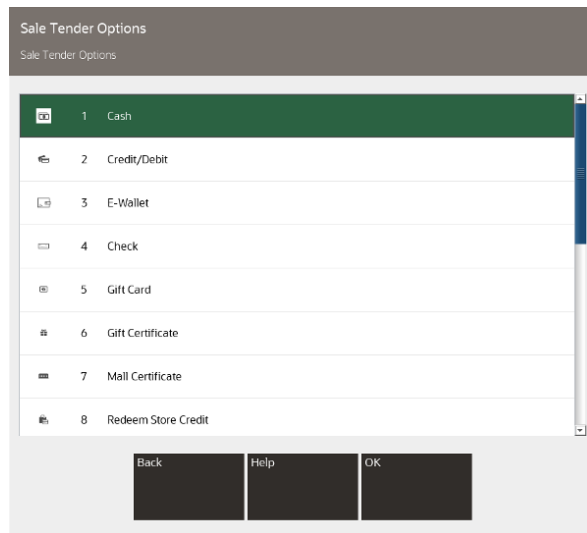 Sale Tender Options
Sale Tender Options
1 Cash
2 Credit/Debit
3 E-Wallet
4 Check
5 Gift Card
6 Gift Certificate
7 Mall Certificate
8 Redeem Store Credit
Back Help OK